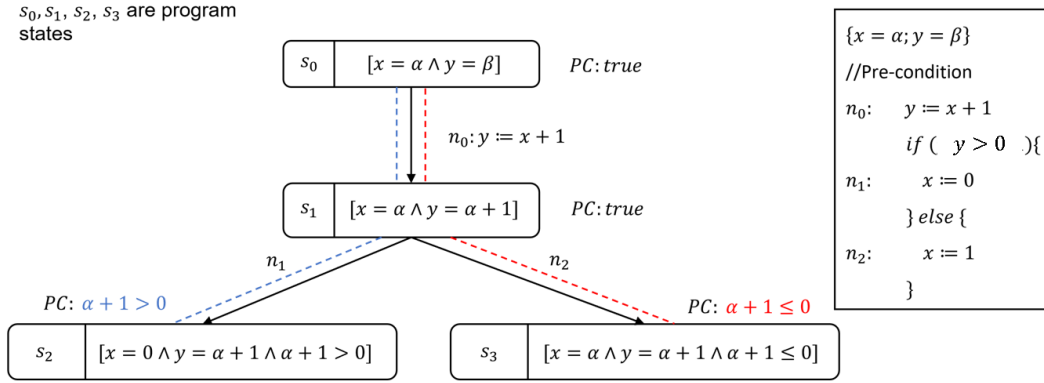 s₀, s₁, s₂, s₃ are program
states
s₀ [x = α ∧ y = β] PC: true
n₀: y ≔ x + 1
s₁ [x = α ∧ y = α + 1] PC: true
n₁ n₂
PC: α + 1 > 0 PC: α + 1 ≤ 0
s₂ [x = 0 ∧ y = α + 1 ∧ α + 1 > 0] s₃ [x = α ∧ y = α + 1 ∧ α + 1 ≤ 0]
{x = α; y = β}
//Pre-condition
n₀: y ≔ x + 1
if ( y > 0 ){
n₁: x ≔ 0
} else {
n₂: x ≔ 1
}